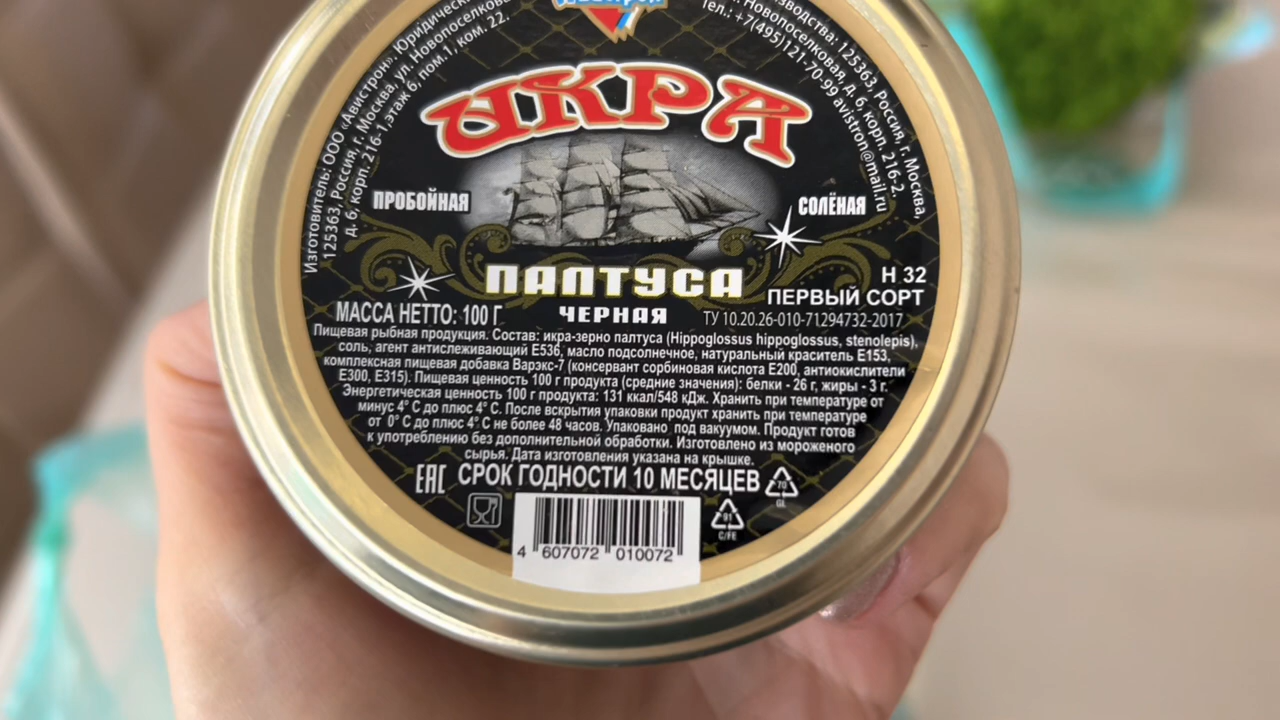 Изготовитель: ООО «Авистрон». Юридический
125363, Россия, г. Москва, ул. Новопоселковая
д. 6, корп. 216-1, этаж 6, пом.1, ком. 22.
производства: 125363, Россия, г. Москва,
Новопоселковая, д. 6, корп. 216-2.
тел.: +7(495)121-70-99 avistron@mail.ru
ИКРА
ПРОБОЙНАЯ
СОЛЁНАЯ
ПАЛТУСА
ЧЕРНАЯ
Н 32
ПЕРВЫЙ СОРТ
МАССА НЕТТО: 100 Г
ТУ 10.20.26-010-71294732-2017
Пищевая рыбная продукция. Состав: икра-зерно палтуса (Hippoglossus hippoglossus, stenolepis),
соль, агент антислеживающий Е536, масло подсолнечное, натуральный краситель Е153,
комплексная пищевая добавка Варэкс-7 (консервант сорбиновая кислота Е200, антиокислители
Е300, Е315). Пищевая ценность 100 г продукта (средние значения): белки - 26 г, жиры - 3 г.
Энергетическая ценность 100 г продукта: 131 ккал/548 кДж. Хранить при температуре от
минус 4° С до плюс 4° С. После вскрытия упаковки продукт хранить при температуре
от 0° С до плюс 4° С не более 48 часов. Упаковано под вакуумом. Продукт готов
к употреблению без дополнительной обработки. Изготовлено из мороженого
сырья. Дата изготовления указана на крышке.
ЕАС СРОК ГОДНОСТИ 10 МЕСЯЦЕВ
70
GL
91
C/FE
4 607072 010072